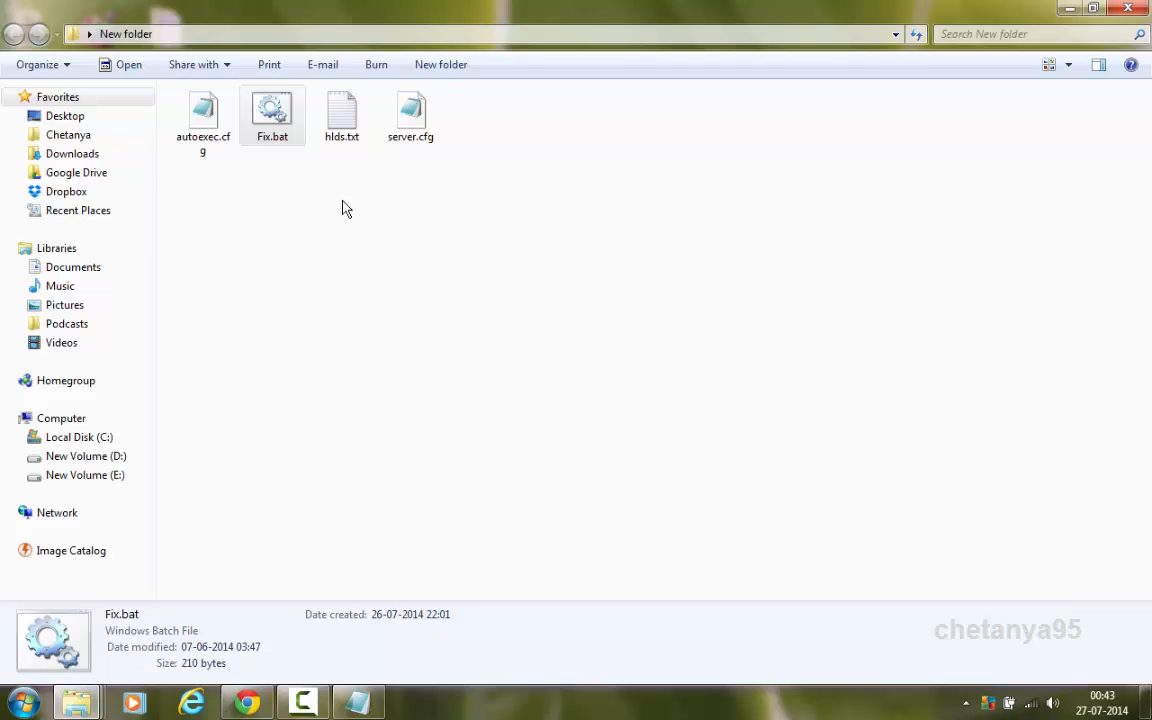 New folder
Search New folder
Organize
Open
Share with
Print
E-mail
Burn
New folder
Favorites
Desktop
Chetanya
Downloads
Google Drive
Dropbox
Recent Places
Libraries
Documents
Music
Pictures
Podcasts
Videos
Homegroup
Computer
Local Disk (C:)
New Volume (D:)
New Volume (E:)
Network
Image Catalog
autoexec.cf
g
Fix.bat
hlds.txt
server.cfg
Fix.bat
Date created: 26-07-2014 22:01
Windows Batch File
Date modified: 07-06-2014 03:47
Size: 210 bytes
chetanya95
00:43
27-07-2014